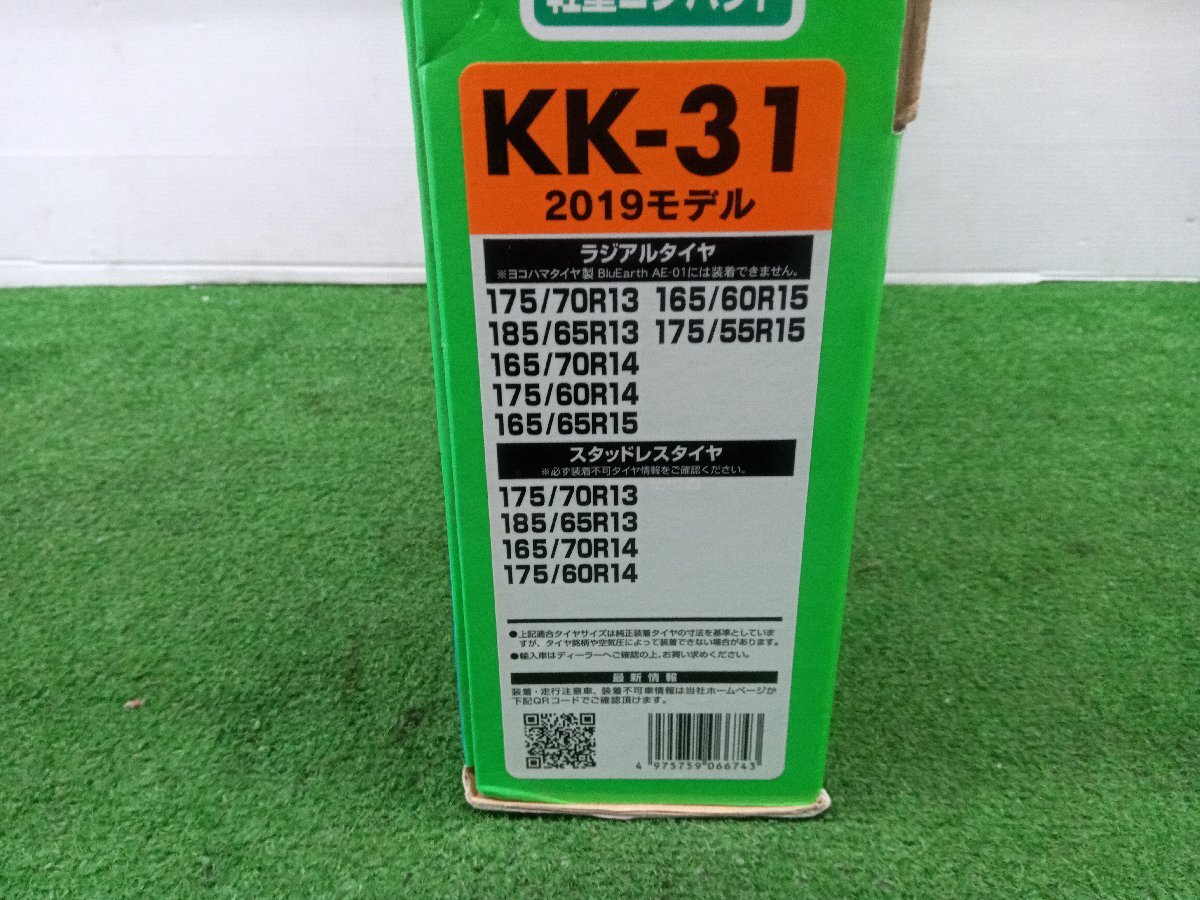 軽量コンパクト
KK-31
2019モデル
ラジアルタイヤ
※ヨコハマタイヤ製 BluEarth AE-01には装着できません。
175/70R13 165/60R15
185/65R13 175/55R15
165/70R14
175/60R14
165/65R15
スタッドレスタイヤ
※必ず装着不可タイヤ情報をご確認ください。
175/70R13
185/65R13
165/70R14
175/60R14
●上記適合タイヤサイズは純正装着タイヤの寸法を基準としていま
すが、タイヤ銘柄や空気圧によって装着できない場合があります。
●輸入車はディーラーへご確認の上、お買い求めください。
最新情報
装着・走行注意車、装着不可車情報は当社ホームページか
下記QRコードでご確認頂けます。
4 975759 066743